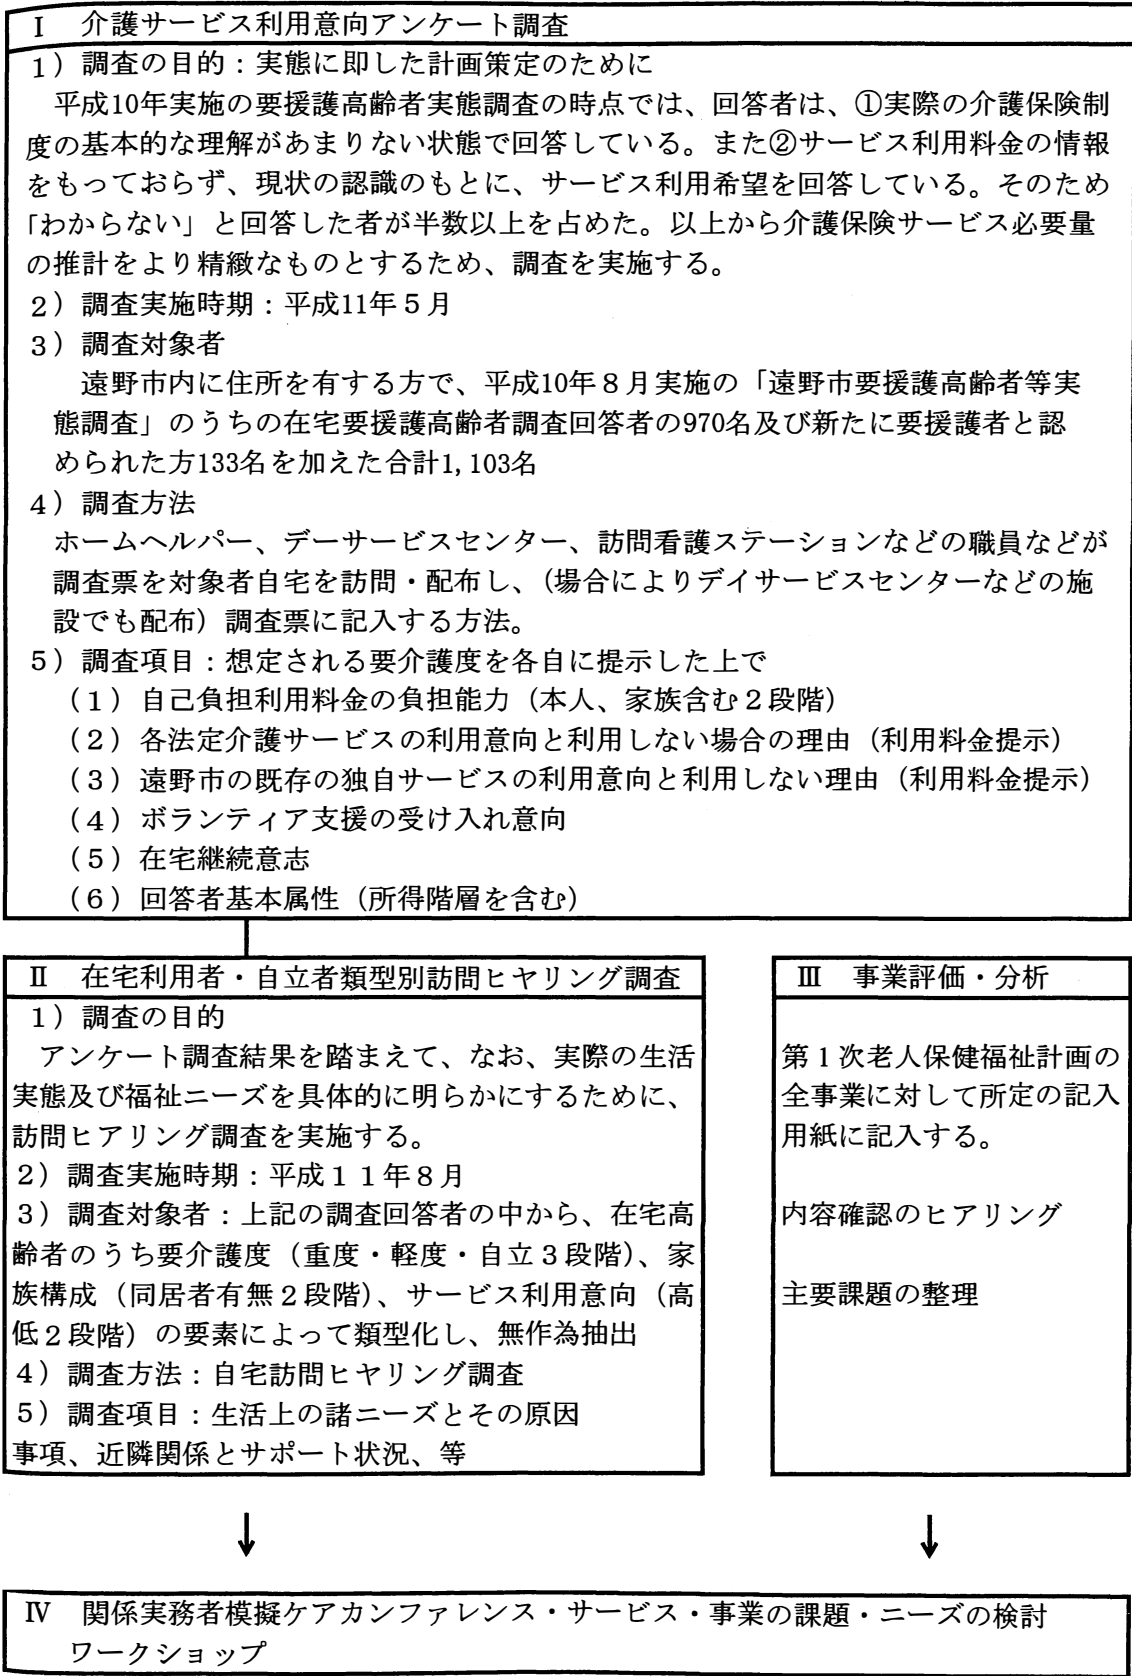 Ⅰ　介護サービス利用意向アンケート調査
1）調査の目的：実態に即した計画策定のために
平成10年実施の要援護高齢者実態調査の時点では、回答者は、①実際の介護保険制
度の基本的な理解があまりない状態で回答している。また②サービス利用料金の情報
をもっておらず、現状の認識のもとに、サービス利用希望を回答している。そのため
「わからない」と回答した者が半数以上を占めた。以上から介護保険サービス必要量
の推計をより精緻なものとするため、調査を実施する。
2）調査実施時期：平成11年５月
3）調査対象者
遠野市内に住所を有する方で、平成10年８月実施の「遠野市要援護高齢者等実
態調査」のうちの在宅要援護高齢者調査回答者の970名及び新たに要援護者と認
められた方133名を加えた合計1,103名
4）調査方法
ホームヘルパー、デーサービスセンター、訪問看護ステーションなどの職員などが
調査票を対象者自宅を訪問・配布し、（場合によりデイサービスセンターなどの施
設でも配布）調査票に記入する方法。
5）調査項目：想定される要介護度を各自に提示した上で
（1）自己負担利用料金の負担能力（本人、家族含む２段階）
（2）各法定介護サービスの利用意向と利用しない場合の理由（利用料金提示）
（3）遠野市の既存の独自サービスの利用意向と利用しない理由（利用料金提示）
（4）ボランティア支援の受け入れ意向
（5）在宅継続意志
（6）回答者基本属性（所得階層を含む）
Ⅱ　在宅利用者・自立者類型別訪問ヒヤリング調査
1）調査の目的
アンケート調査結果を踏まえて、なお、実際の生活
実態及び福祉ニーズを具体的に明らかにするために、
訪問ヒアリング調査を実施する。
2）調査実施時期：平成１１年８月
3）調査対象者：上記の調査回答者の中から、在宅高
齢者のうち要介護度（重度・軽度・自立３段階）、家
族構成（同居者有無２段階）、サービス利用意向（高
低２段階）の要素によって類型化し、無作為抽出
4）調査方法：自宅訪問ヒヤリング調査
5）調査項目：生活上の諸ニーズとその原因
事項、近隣関係とサポート状況、等
Ⅲ　事業評価・分析
第１次老人保健福祉計画の
全事業に対して所定の記入
用紙に記入する。
内容確認のヒアリング
主要課題の整理
↓
↓
Ⅳ　関係実務者模擬ケアカンファレンス・サービス・事業の課題・ニーズの検討
ワークショップ